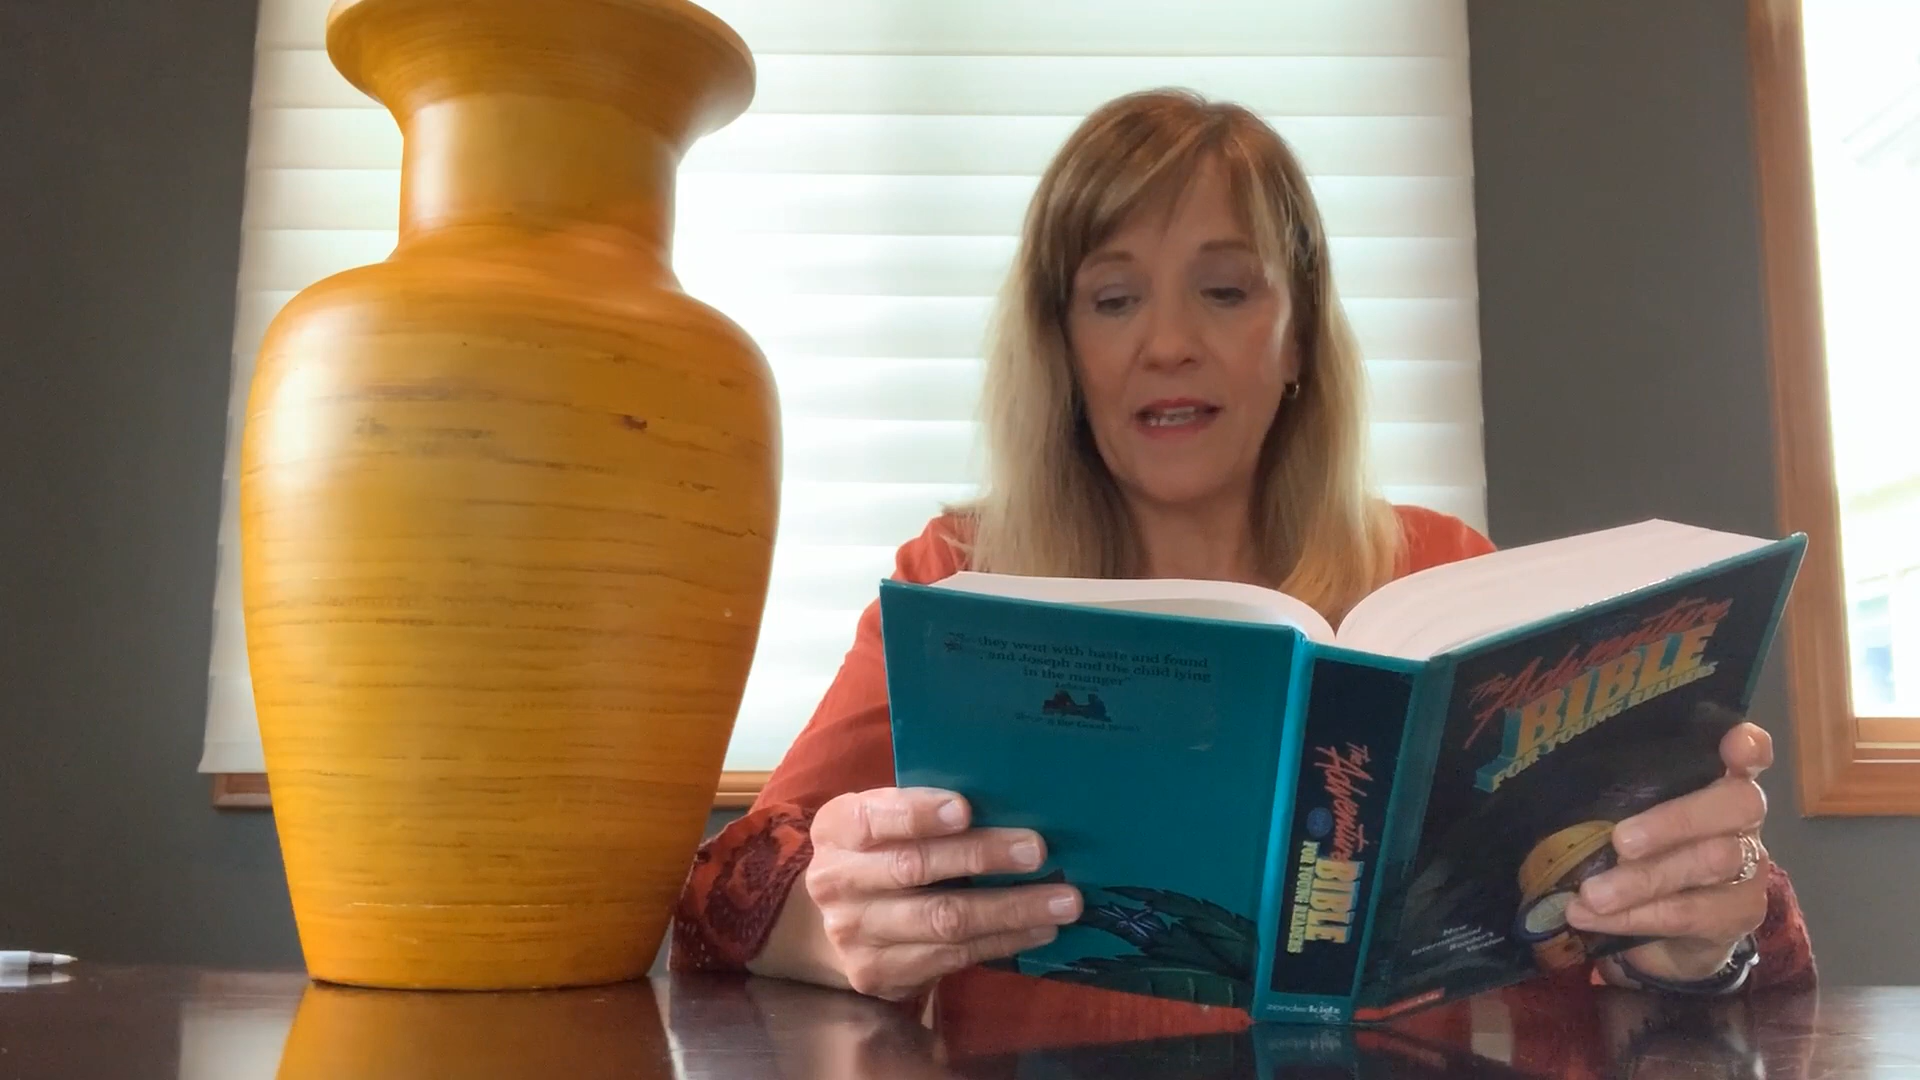 they went with haste and found
and Joseph and the child lying
in the manger"
The
Adventure
BIBLE
FOR YOUNG READERS
zonderkidz
The
Adventure
BIBLE
FOR YOUNG READERS
New
International
Reader's
Version